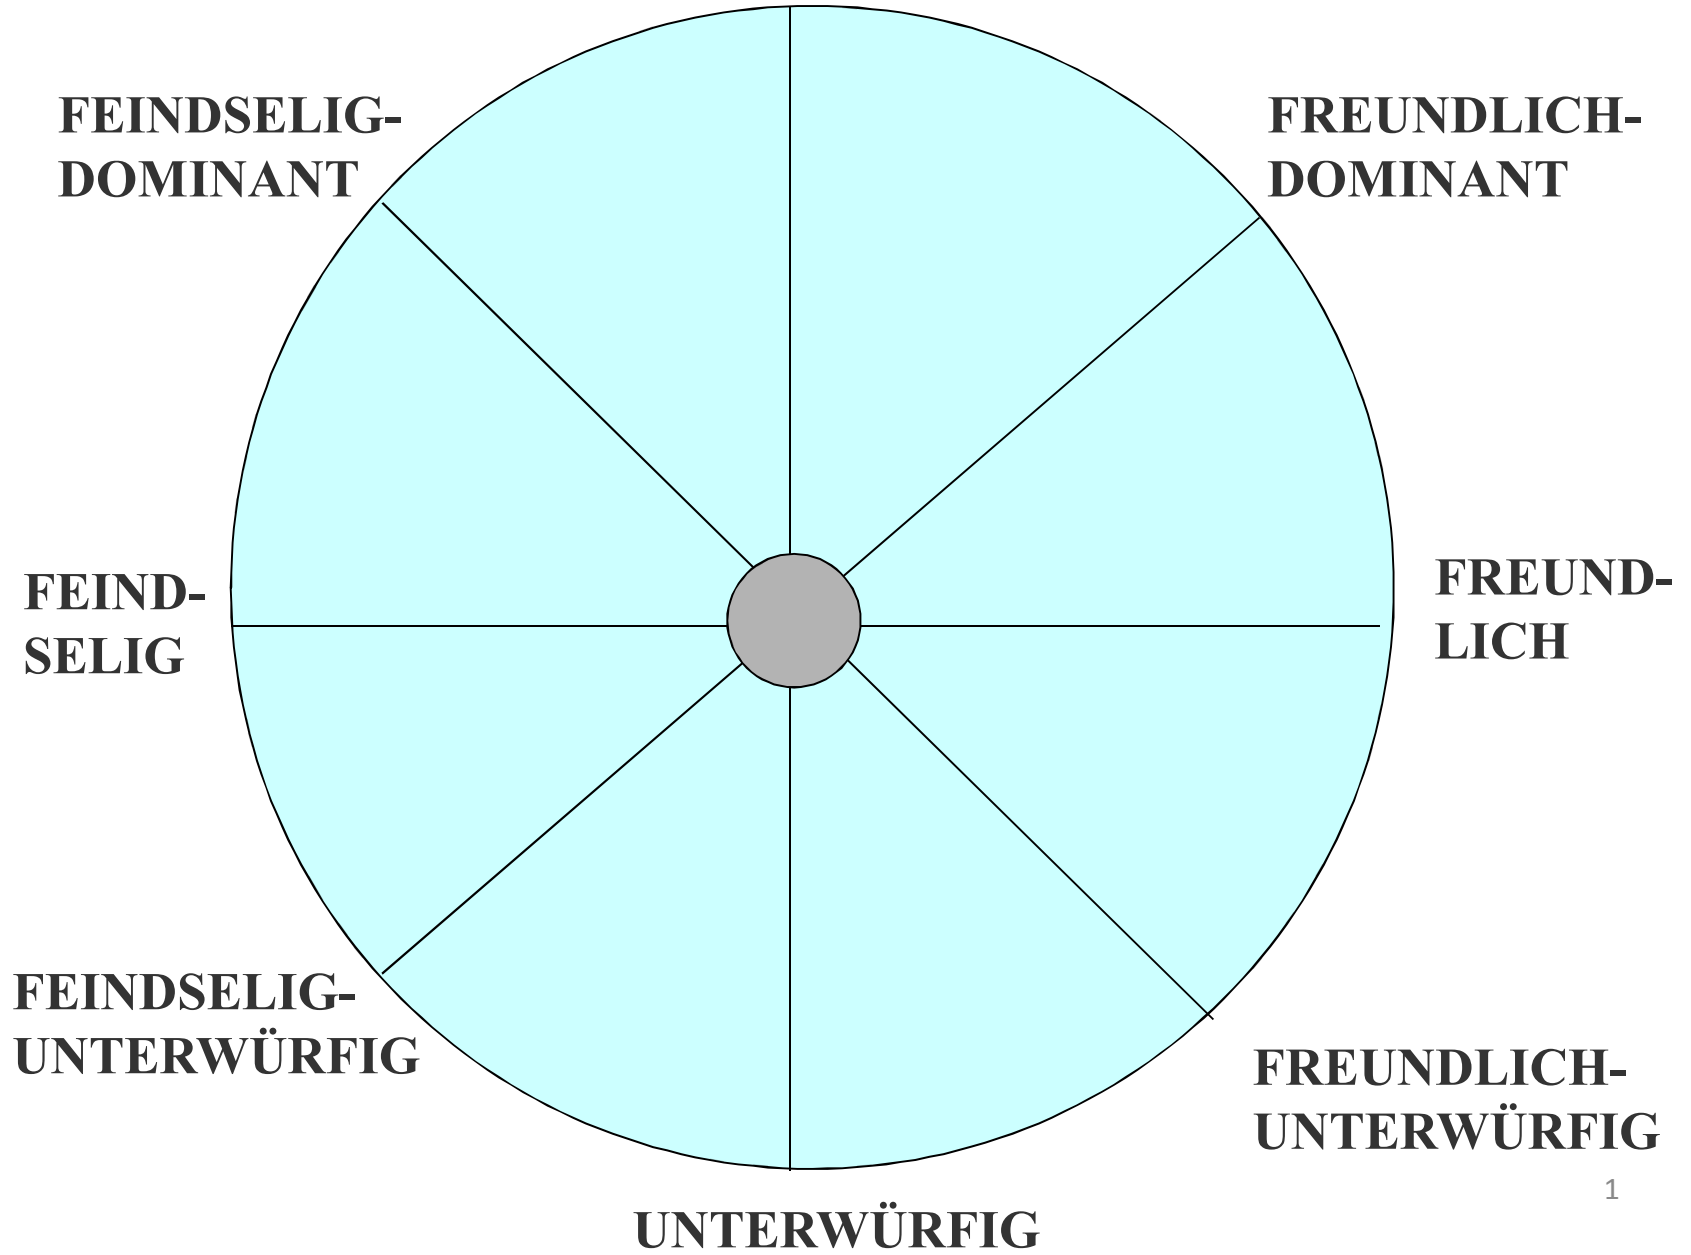 FEINDSELIG-
DOMINANT
FREUNDLICH-
DOMINANT
FEIND-
SELIG
FREUND-
LICH
FEINDSELIG-
UNTERWÜRFIG
FREUNDLICH-
UNTERWÜRFIG
UNTERWÜRFIG
1